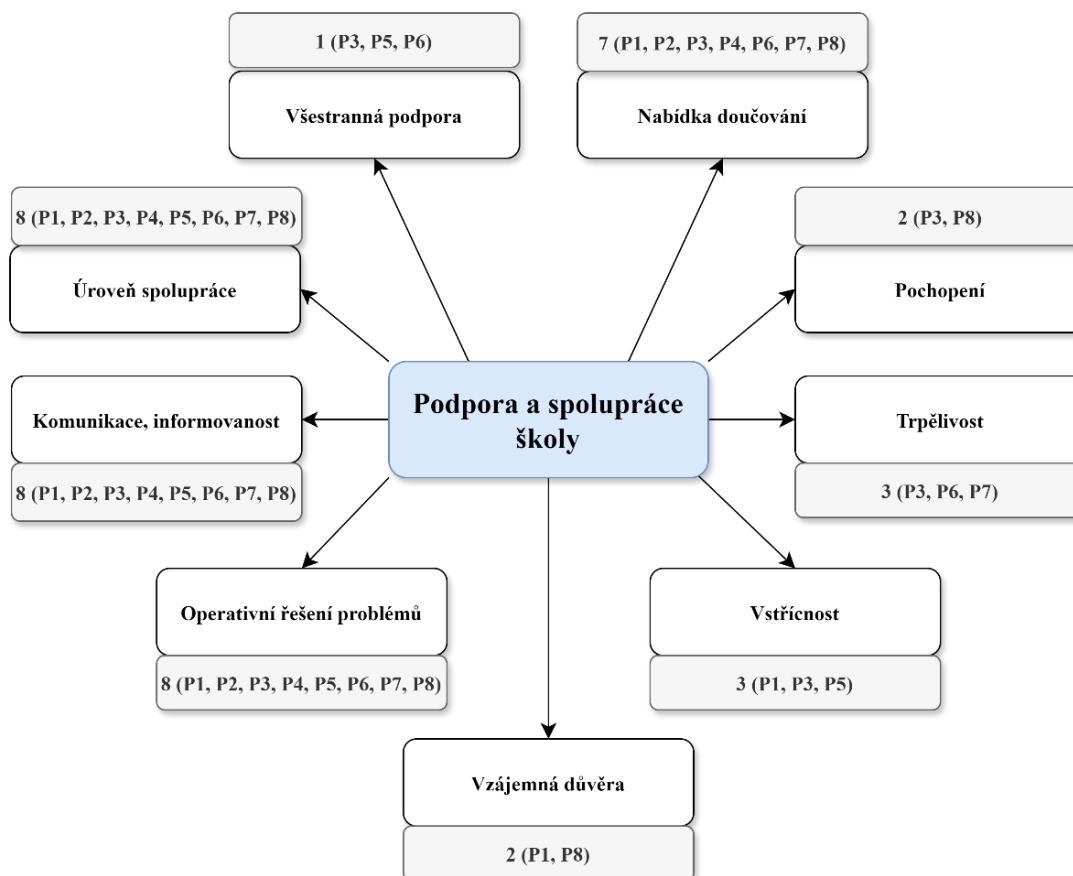 1 (P3, P5, P6)
Všestranná podpora
7 (P1, P2, P3, P4, P6, P7, P8)
Nabídka doučování
8 (P1, P2, P3, P4, P5, P6, P7, P8)
Úroveň spolupráce
2 (P3, P8)
Pochopení
Podpora a spolupráce
školy
Komunikace, informovanost
8 (P1, P2, P3, P4, P5, P6, P7, P8)
Trpělivost
3 (P3, P6, P7)
Operativní řešení problémů
8 (P1, P2, P3, P4, P5, P6, P7, P8)
Vstřícnost
3 (P1, P3, P5)
Vzájemná důvěra
2 (P1, P8)